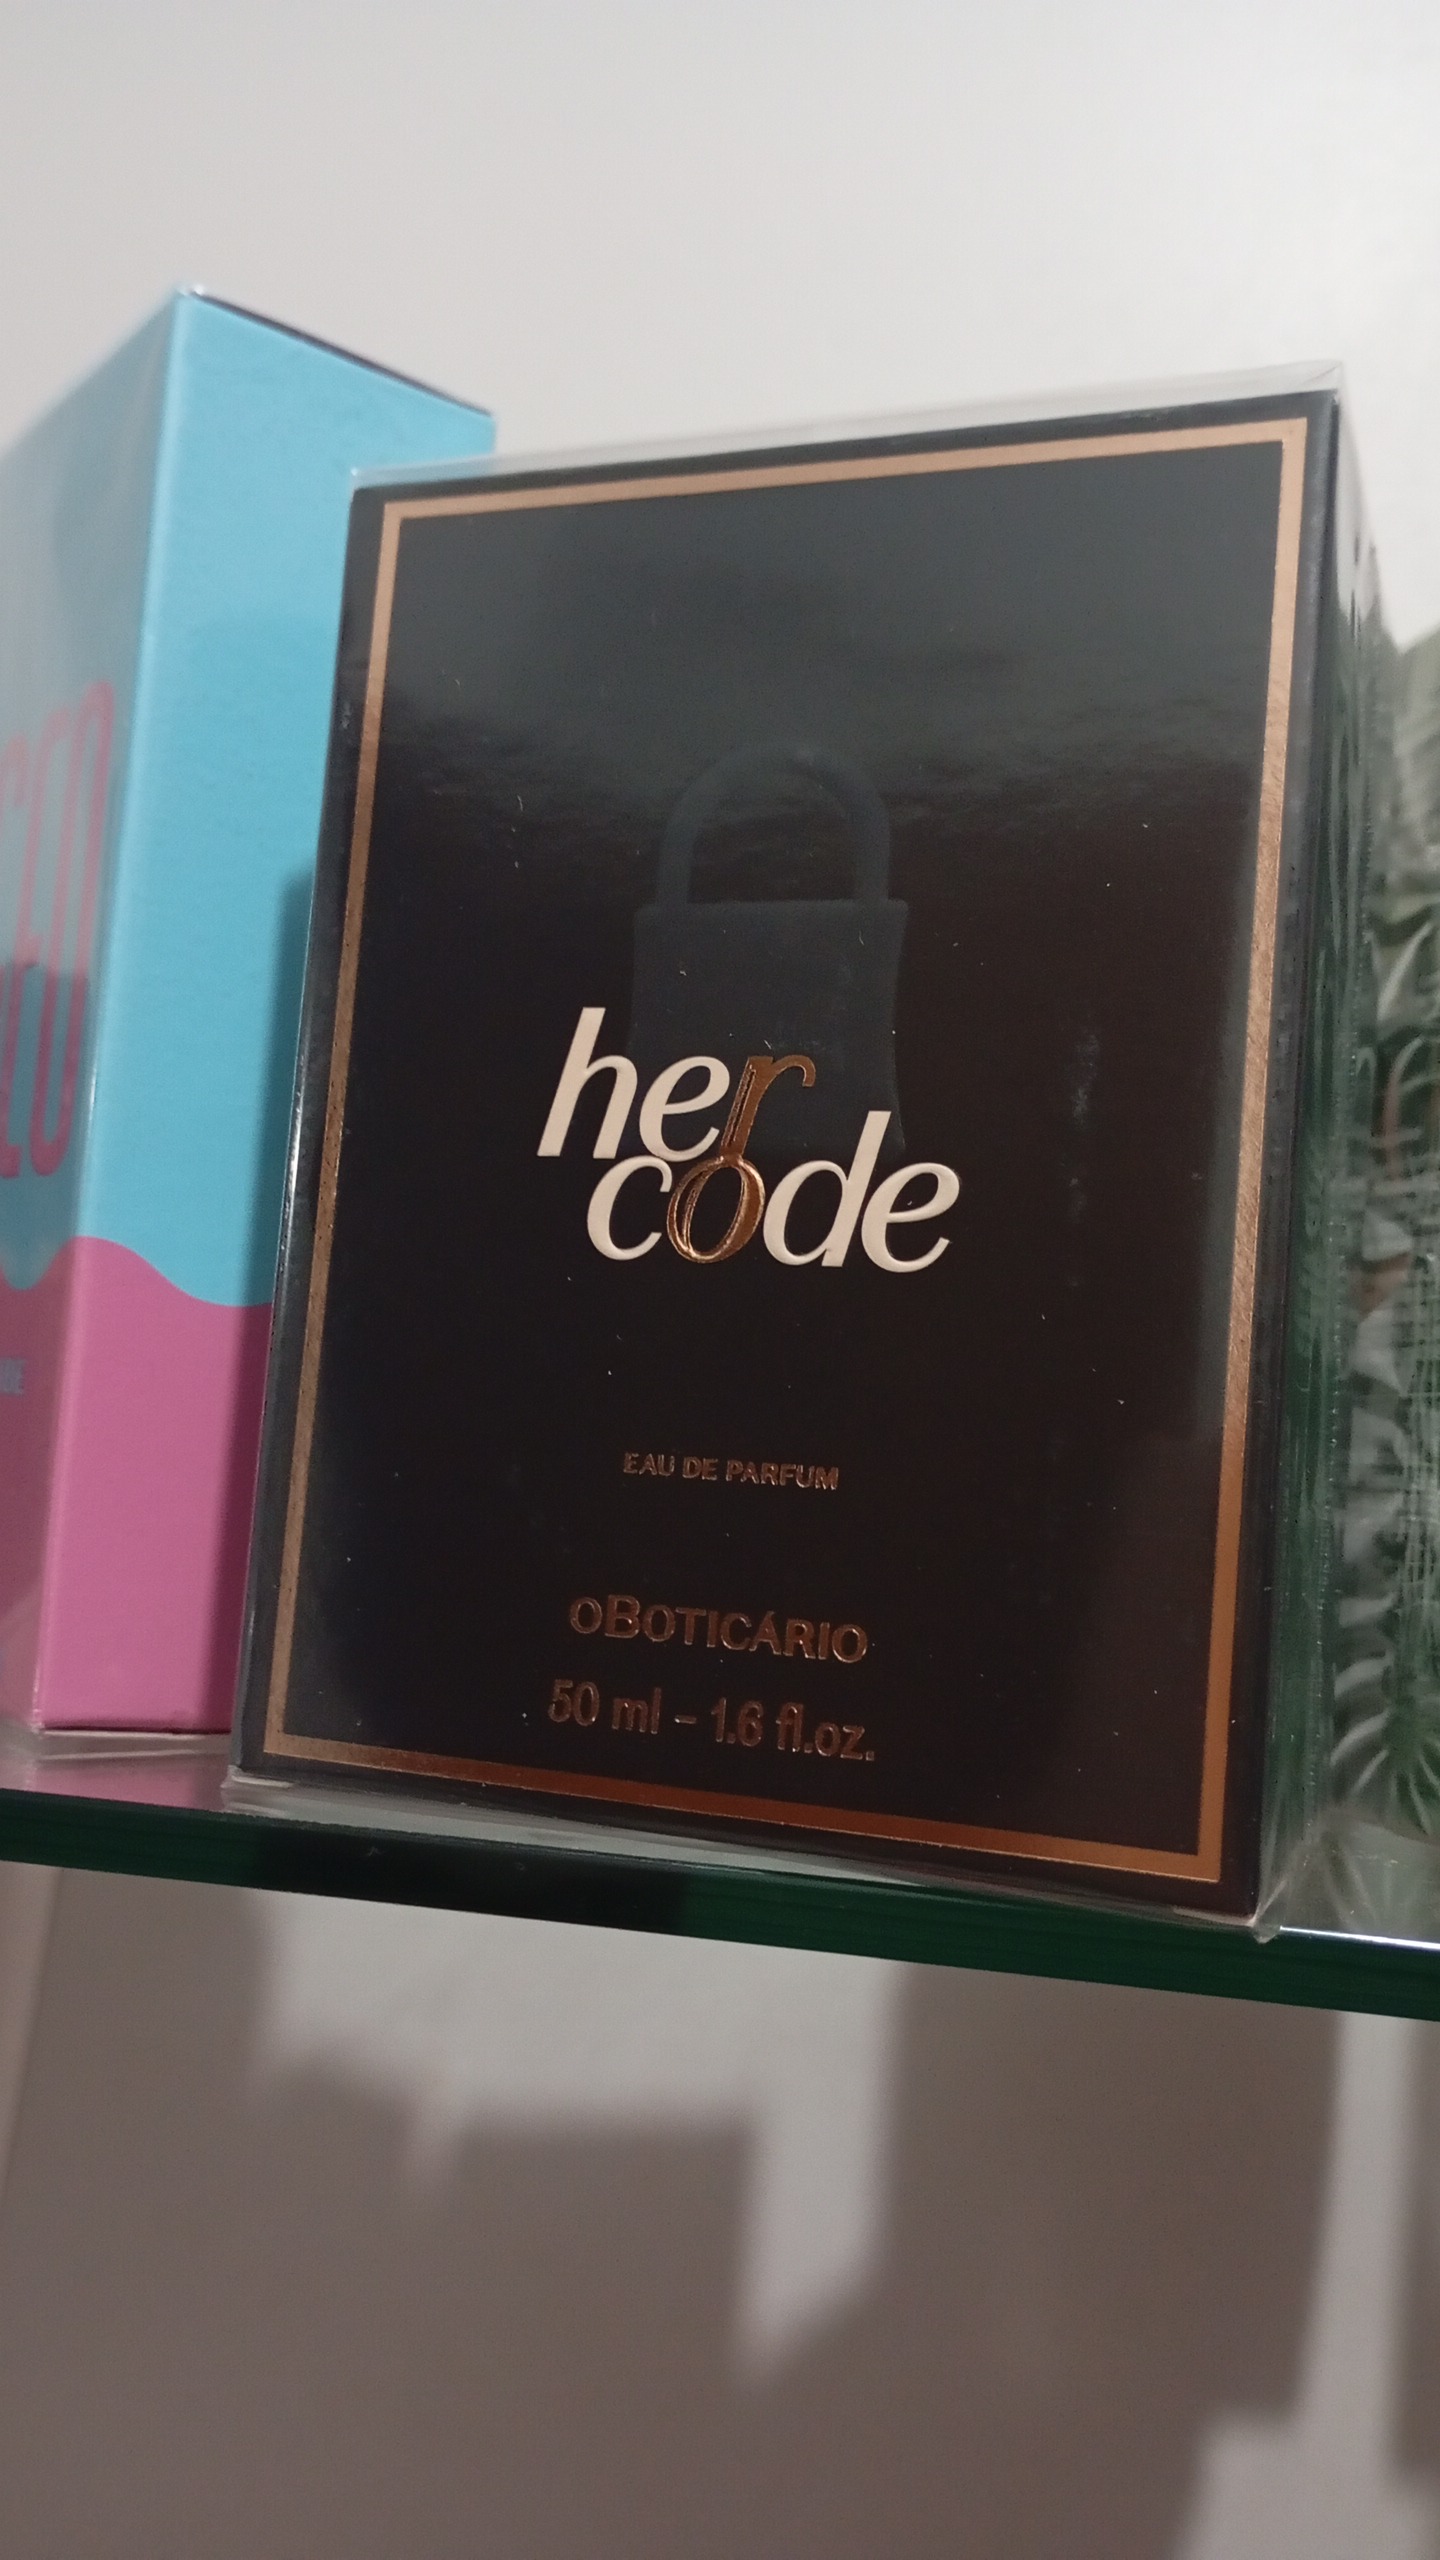 her
code
EAU DE PARFUM
oBOTICÁRIO
50 ml - 1.6 fl.oz.